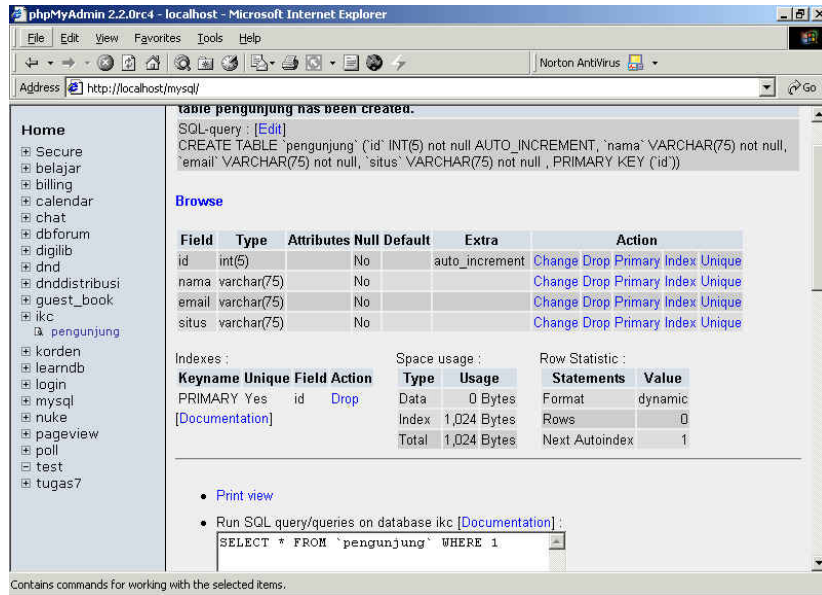 phpMyAdmin 2.2.0rc4 - localhost - Microsoft Internet Explorer
File Edit View Favorites Tools Help
Norton AntiVirus
Address http://localhost/mysql/ Go
Home
Secure
belajar
billing
calendar
chat
dbforum
digilib
dnd
dnddistribusi
guest_book
ikc
pengunjung
korden
learndb
login
mysql
nuke
pageview
poll
test
tugas7
table pengunjung has been created.
SQL-query : [Edit]
CREATE TABLE `pengunjung` (`id` INT(5) not null AUTO_INCREMENT, `nama` VARCHAR(75) not null,
`email` VARCHAR(75) not null, `situs` VARCHAR(75) not null , PRIMARY KEY (`id`))
Browse
Field Type Attributes Null Default Extra Action
id int(5) No auto_increment Change Drop Primary Index Unique
nama varchar(75) No Change Drop Primary Index Unique
email varchar(75) No Change Drop Primary Index Unique
situs varchar(75) No Change Drop Primary Index Unique
Indexes :
Keyname Unique Field Action
PRIMARY Yes id Drop
[Documentation]
Space usage :
Type Usage
Data 0 Bytes
Index 1,024 Bytes
Total 1,024 Bytes
Row Statistic :
Statements Value
Format dynamic
Rows 0
Next Autoindex 1
Print view
Run SQL query/queries on database ikc [Documentation] :
SELECT * FROM `pengunjung` WHERE 1
Contains commands for working with the selected items.